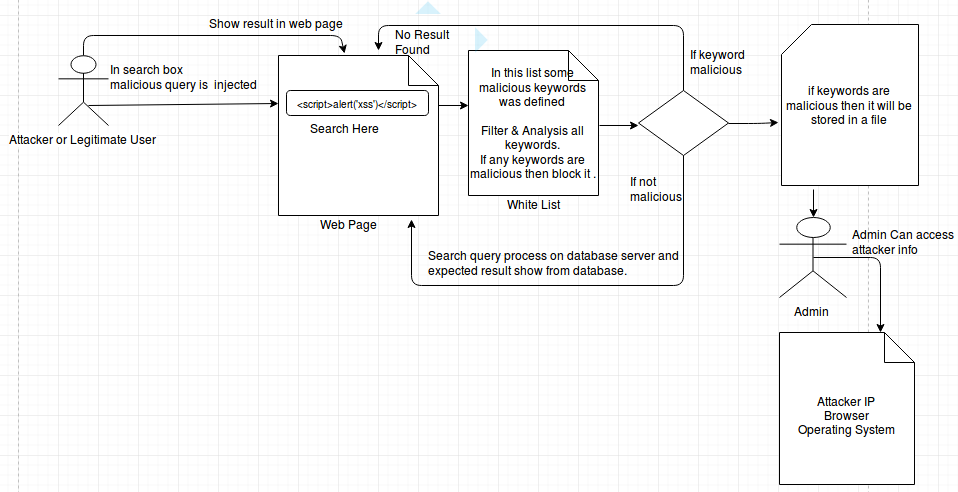 Show result in web page
No Result
Found
In search box
malicious query is injected
Attacker or Legitimate User
<script>alert('xss')</script>
Search Here
Web Page
In this list some
malicious keywords
was defined
Filter & Analysis all
keywords.
If any keywords are
malicious then block it .
White List
If keyword
malicious
If not
malicious
Search query process on database server and
expected result show from database.
if keywords are
malicious then it will be
stored in a file
Admin Can access
attacker info
Admin
Attacker IP
Browser
Operating System